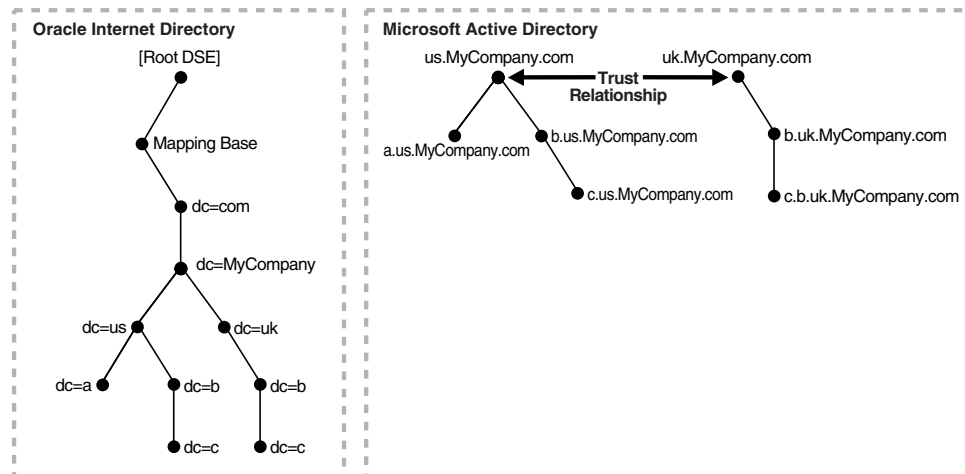 Oracle Internet Directory
[Root DSE]
Mapping Base
dc=com
dc=MyCompany
dc=us
dc=uk
dc=a
dc=b
dc=b
dc=c
dc=c
Microsoft Active Directory
us.MyCompany.com
uk.MyCompany.com
Trust
Relationship
a.us.MyCompany.com
b.us.MyCompany.com
b.uk.MyCompany.com
c.us.MyCompany.com
c.b.uk.MyCompany.com